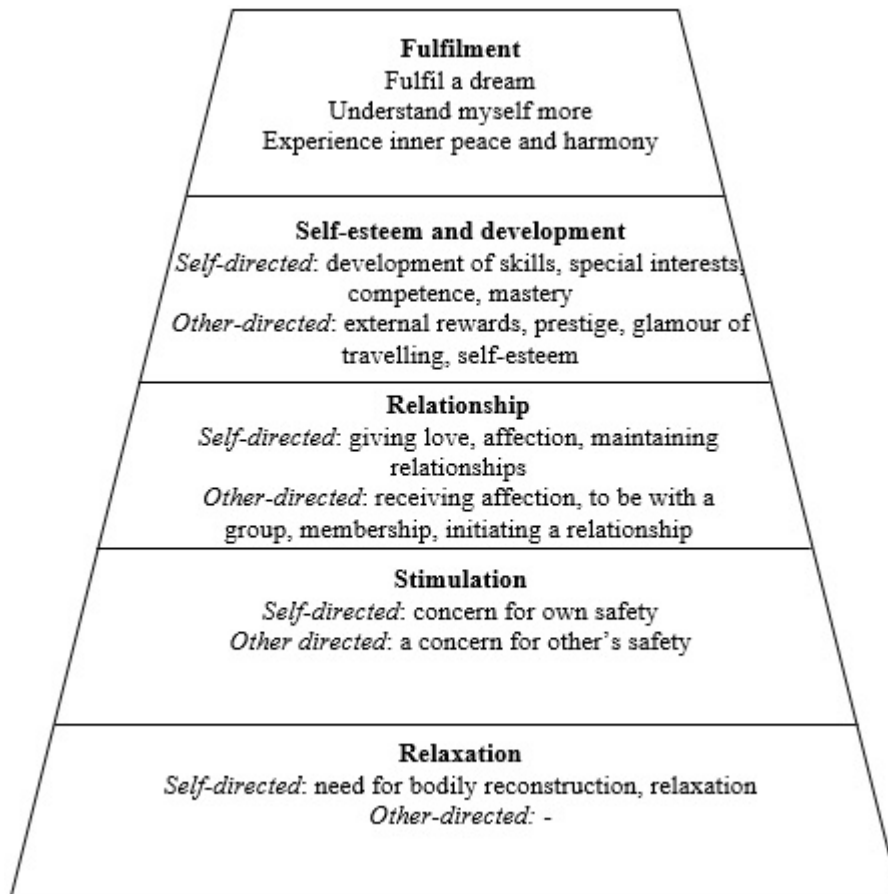 Fulfilment
Fulfil a dream
Understand myself more
Experience inner peace and harmony
Self-esteem and development
Self-directed: development of skills, special interests,
competence, mastery
Other-directed: external rewards, prestige, glamour of
travelling, self-esteem
Relationship
Self-directed: giving love, affection, maintaining
relationships
Other-directed: receiving affection, to be with a
group, membership, initiating a relationship
Stimulation
Self-directed: concern for own safety
Other directed: a concern for other’s safety
Relaxation
Self-directed: need for bodily reconstruction, relaxation
Other-directed: -